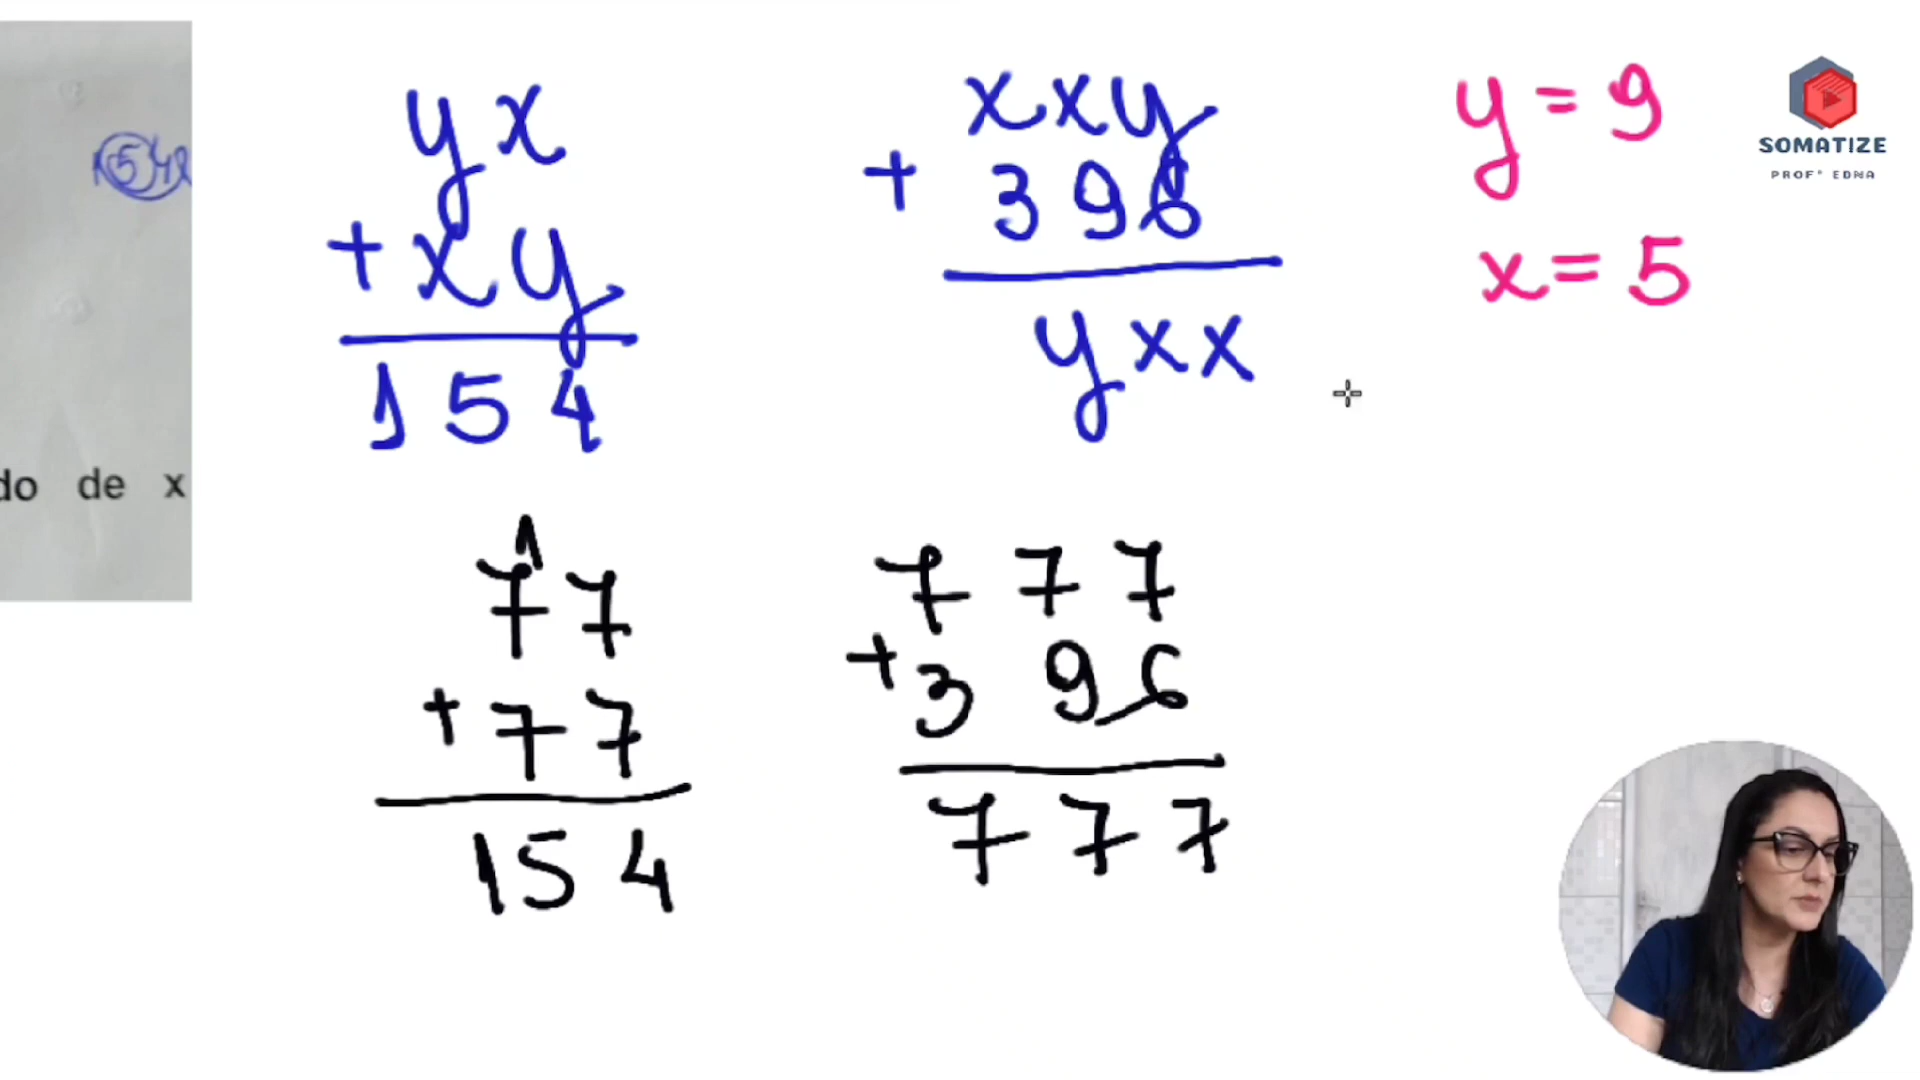 1542
do de x
yx
+ xy
154
xxy
+ 396
yxx
y = 9
x = 5
SOMATIZE
PROFª EDNA
1
77
+ 77
154
777
+ 396
777